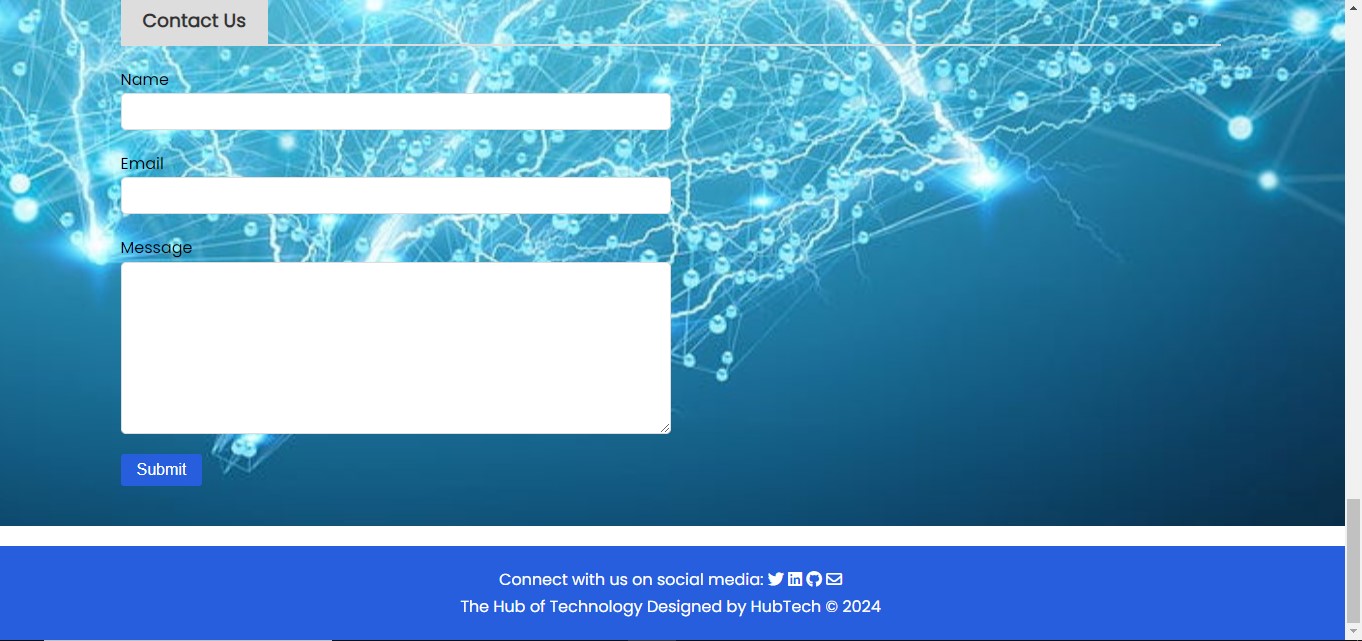 Contact Us
Name
Email
Message
Submit
Connect with us on social media:
The Hub of Technology Designed by HubTech © 2024